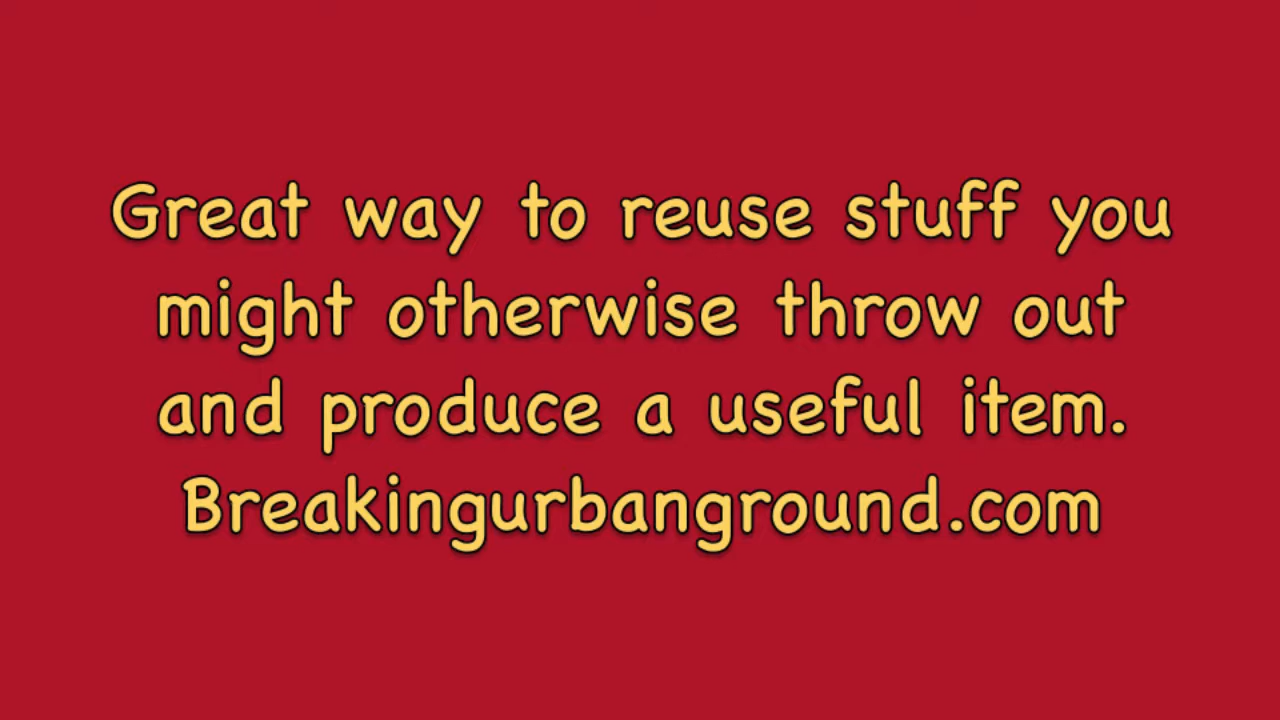 Great way to reuse stuff you
might otherwise throw out
and produce a useful item.
Breakingurbanground.com